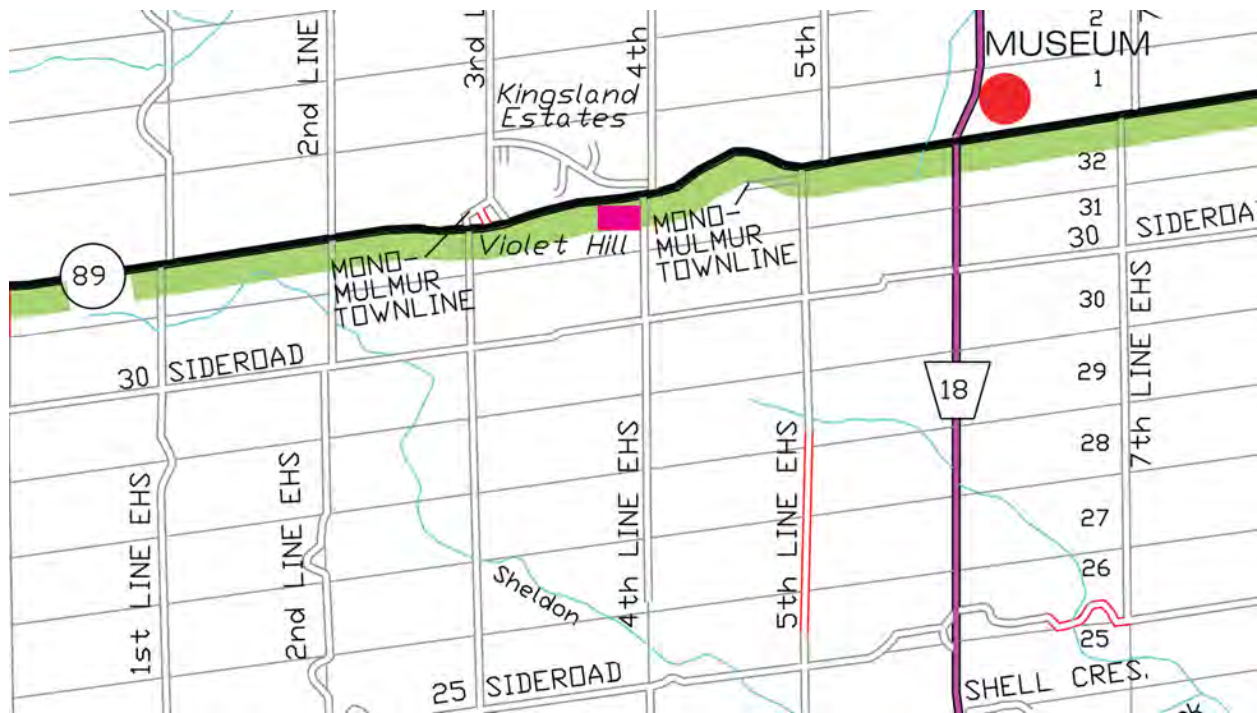 2nd LINE
3rd L
4th
5th
2
MUSEUM
1
Kingsland
Estates
32
31
30
SIDEROA
MONO-
MULMUR
TOWNLINE
Violet Hill
MONO-
MULMUR
TOWNLINE
89
30 SIDEROAD
30
29
28
27
26
25
18
1st LINE EHS
2nd LINE EHS
4th LINE EHS
5th LINE EHS
7th LINE EHS
Sheldon
25 SIDEROAD
SHELL CRES.